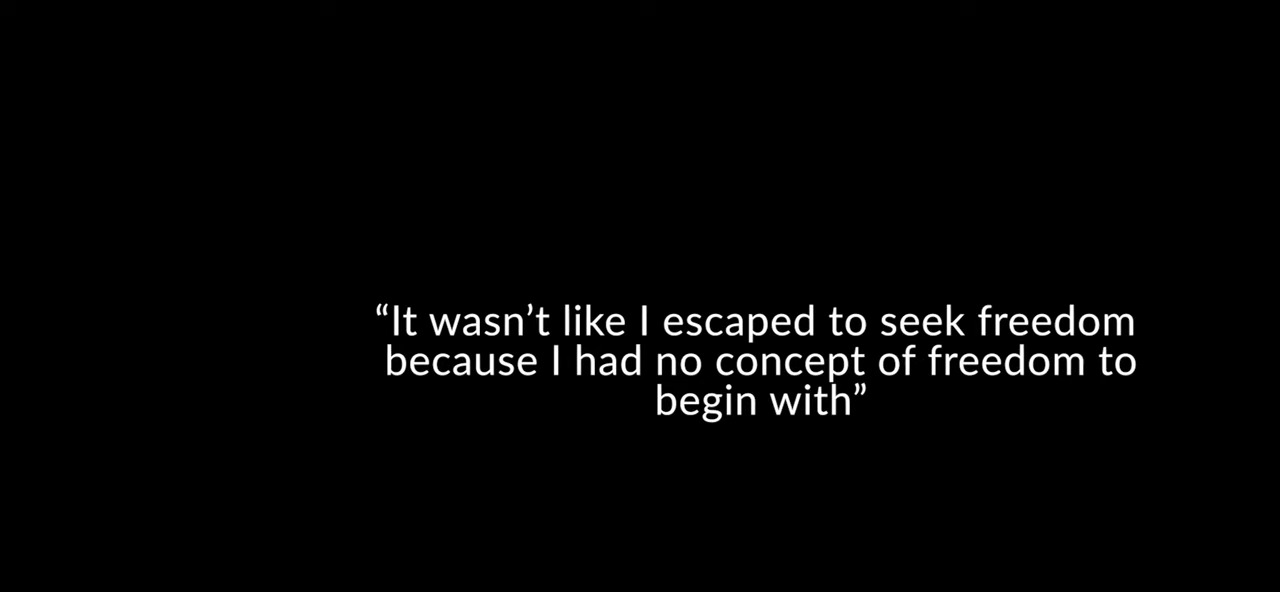 “It wasn’t like I escaped to seek freedom
because I had no concept of freedom to
begin with”